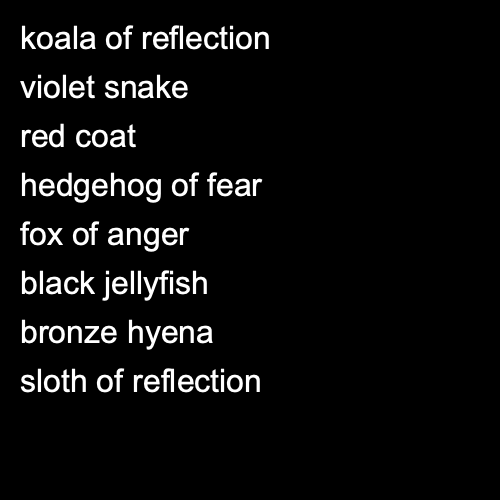 koala of reflection
violet snake
red coat
hedgehog of fear
fox of anger
black jellyfish
bronze hyena
sloth of reflection